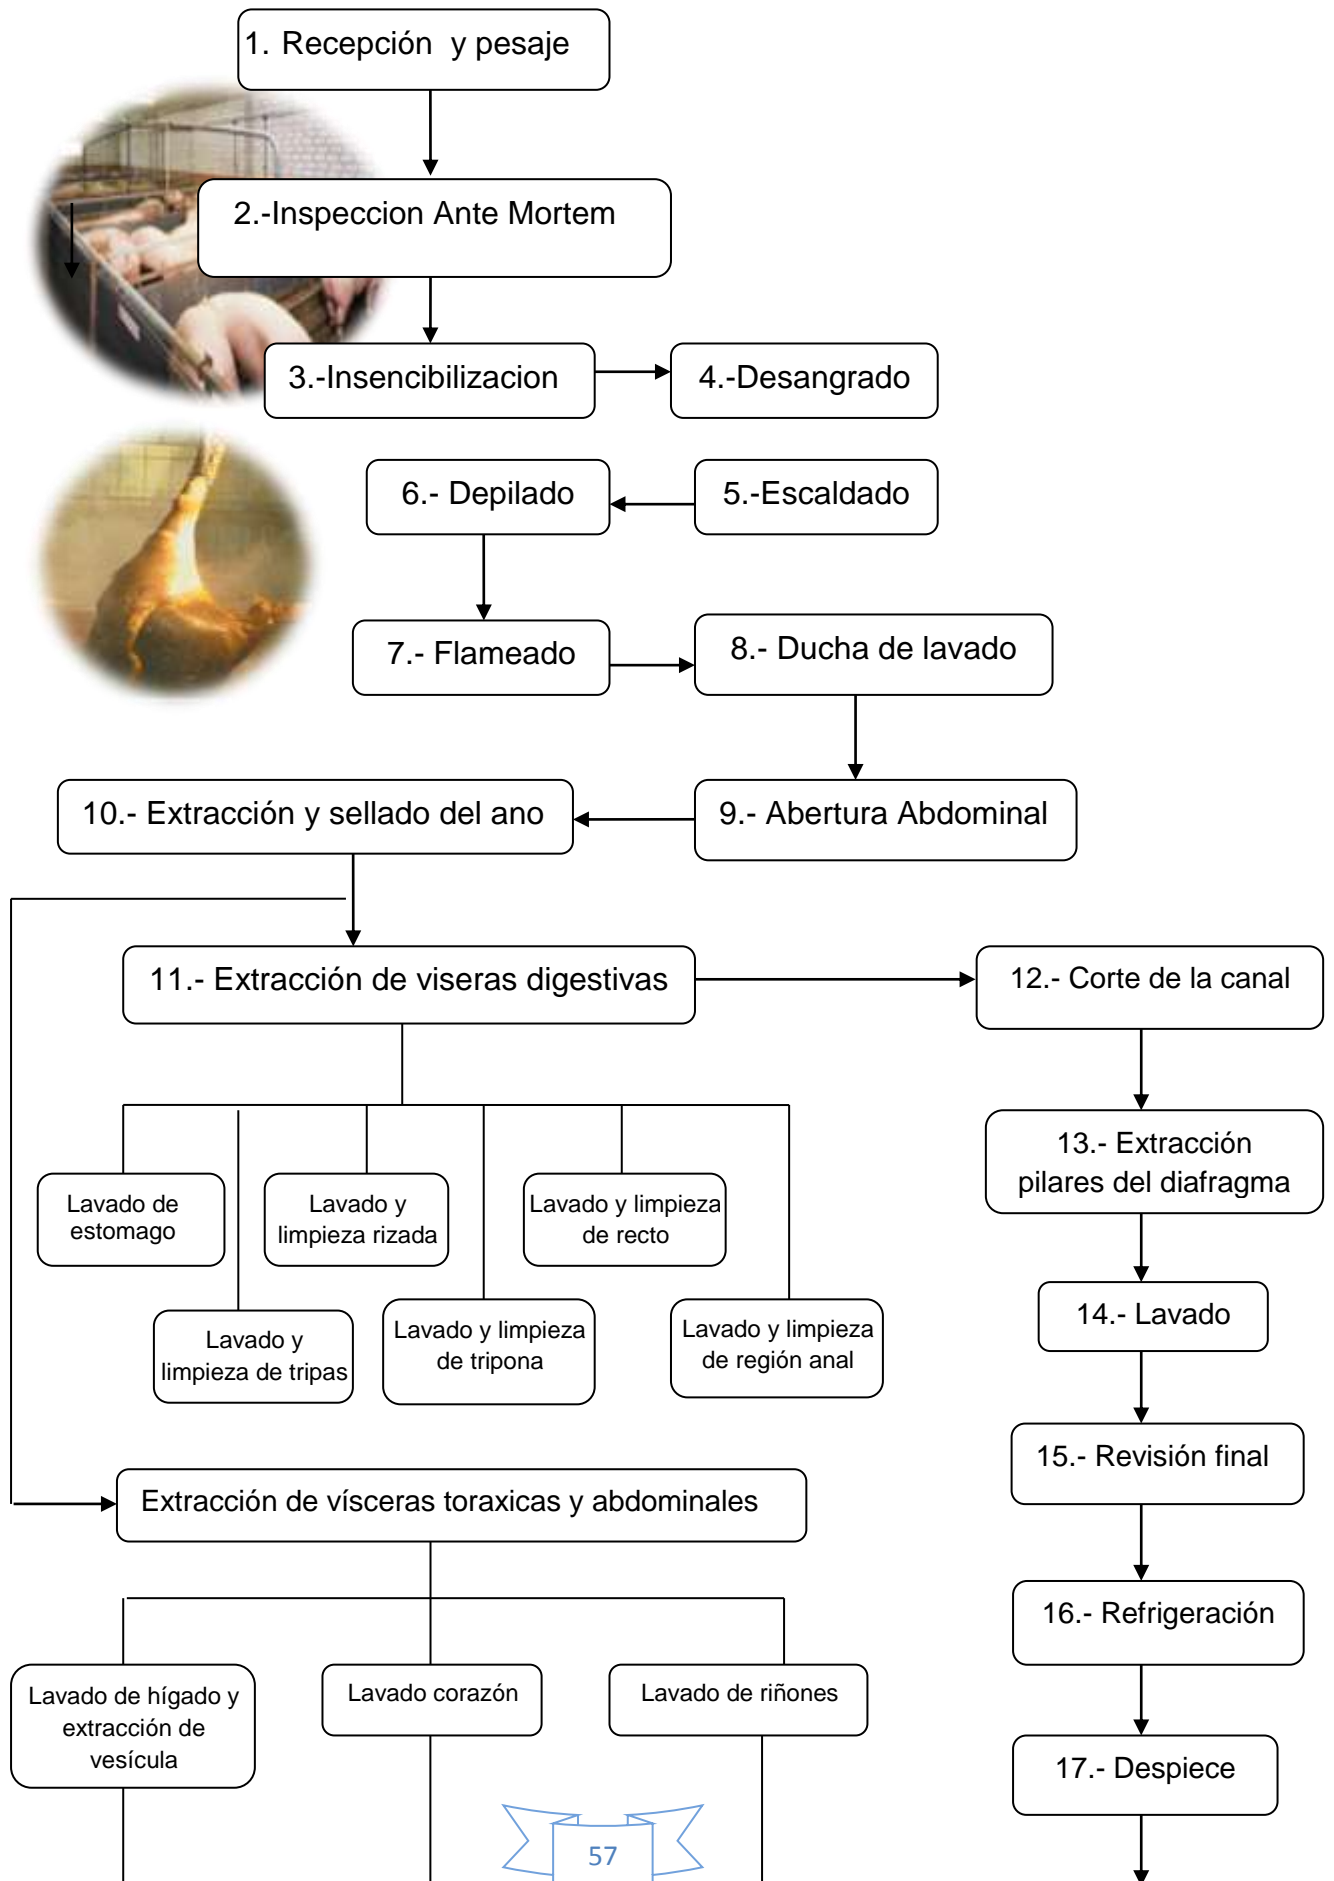 1. Recepción y pesaje
2.-Inspeccion Ante Mortem
3.-Insencibilizacion
4.-Desangrado
6.- Depilado
5.-Escaldado
7.- Flameado
8.- Ducha de lavado
10.- Extracción y sellado del ano
9.- Abertura Abdominal
11.- Extracción de viseras digestivas
12.- Corte de la canal
13.- Extracción
pilares del diafragma
Lavado de
estomago
Lavado y
limpieza rizada
Lavado y limpieza
de recto
14.- Lavado
Lavado y
limpieza de tripas
Lavado y limpieza
de tripona
Lavado y limpieza
de región anal
15.- Revisión final
Extracción de vísceras toraxicas y abdominales
16.- Refrigeración
Lavado de hígado y
extracción de
vesícula
Lavado corazón
Lavado de riñones
17.- Despiece
57